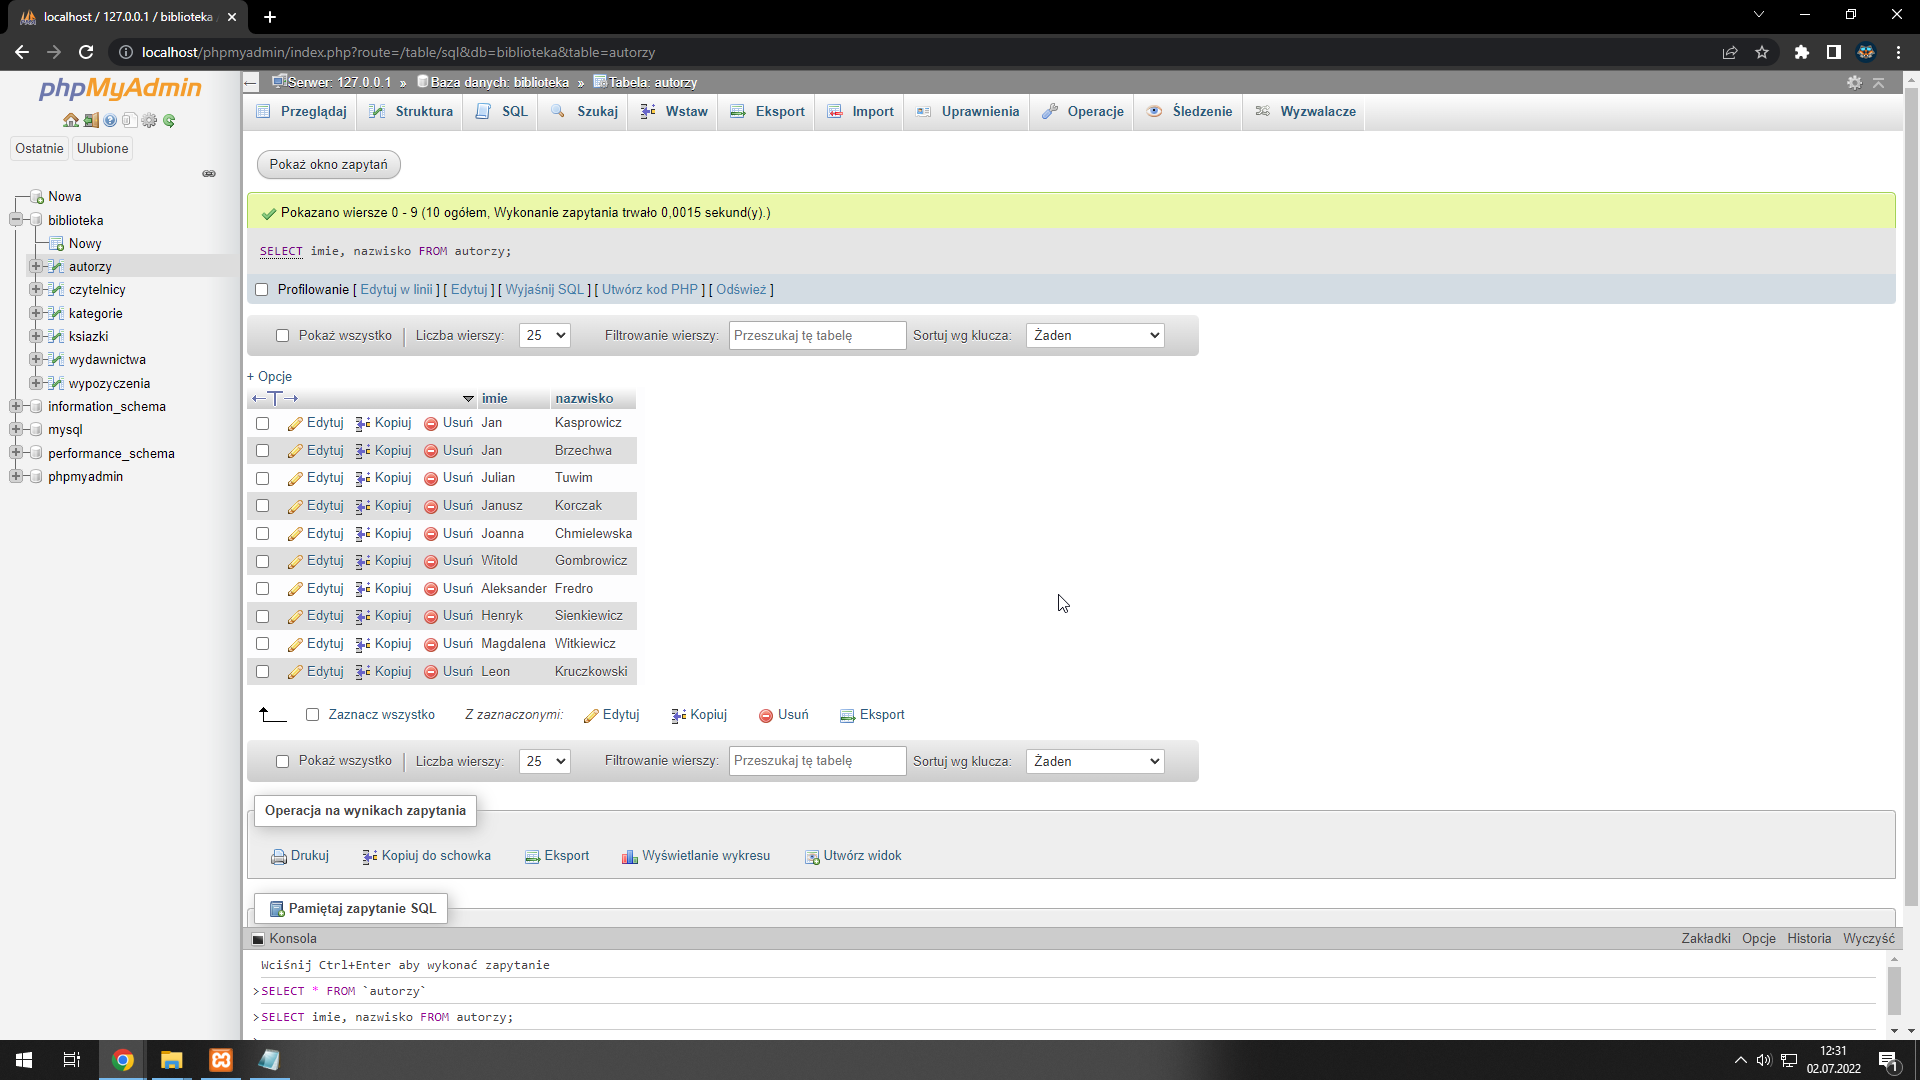 localhost / 127.0.0.1 / biblioteka
localhost/phpmyadmin/index.php?route=/table/sql&db=biblioteka&table=autorzy
phpMyAdmin
Ostatnie Ulubione
Nowa
biblioteka
Nowy
autorzy
czytelnicy
kategorie
ksiazki
wydawnictwa
wypozyczenia
information_schema
mysql
performance_schema
phpmyadmin
Serwer: 127.0.0.1 » Baza danych: biblioteka » Tabela: autorzy
Przeglądaj Struktura SQL Szukaj Wstaw Eksport Import Uprawnienia Operacje Śledzenie Wyzwalacze
Pokaż okno zapytań
Pokazano wiersze 0 - 9 (10 ogółem, Wykonanie zapytania trwało 0,0015 sekund(y).)
SELECT imie, nazwisko FROM autorzy;
Profilowanie [ Edytuj w linii ] [ Edytuj ] [ Wyjaśnij SQL ] [ Utwórz kod PHP ] [ Odśwież ]
Pokaż wszystko | Liczba wierszy: 25 Filtrowanie wierszy: Przeszukaj tę tabelę Sortuj wg klucza: Żaden
+ Opcje
←T→ imie nazwisko
Edytuj Kopiuj Usuń Jan Kasprowicz
Edytuj Kopiuj Usuń Jan Brzechwa
Edytuj Kopiuj Usuń Julian Tuwim
Edytuj Kopiuj Usuń Janusz Korczak
Edytuj Kopiuj Usuń Joanna Chmielewska
Edytuj Kopiuj Usuń Witold Gombrowicz
Edytuj Kopiuj Usuń Aleksander Fredro
Edytuj Kopiuj Usuń Henryk Sienkiewicz
Edytuj Kopiuj Usuń Magdalena Witkiewicz
Edytuj Kopiuj Usuń Leon Kruczkowski
Zaznacz wszystko Z zaznaczonymi: Edytuj Kopiuj Usuń Eksport
Pokaż wszystko | Liczba wierszy: 25 Filtrowanie wierszy: Przeszukaj tę tabelę Sortuj wg klucza: Żaden
Operacja na wynikach zapytania
Drukuj Kopiuj do schowka Eksport Wyświetlanie wykresu Utwórz widok
Pamiętaj zapytanie SQL
Konsola Zakładki Opcje Historia Wyczyść
Wciśnij Ctrl+Enter aby wykonać zapytanie
>SELECT * FROM `autorzy`
>SELECT imie, nazwisko FROM autorzy;
12:31
02.07.2022
1